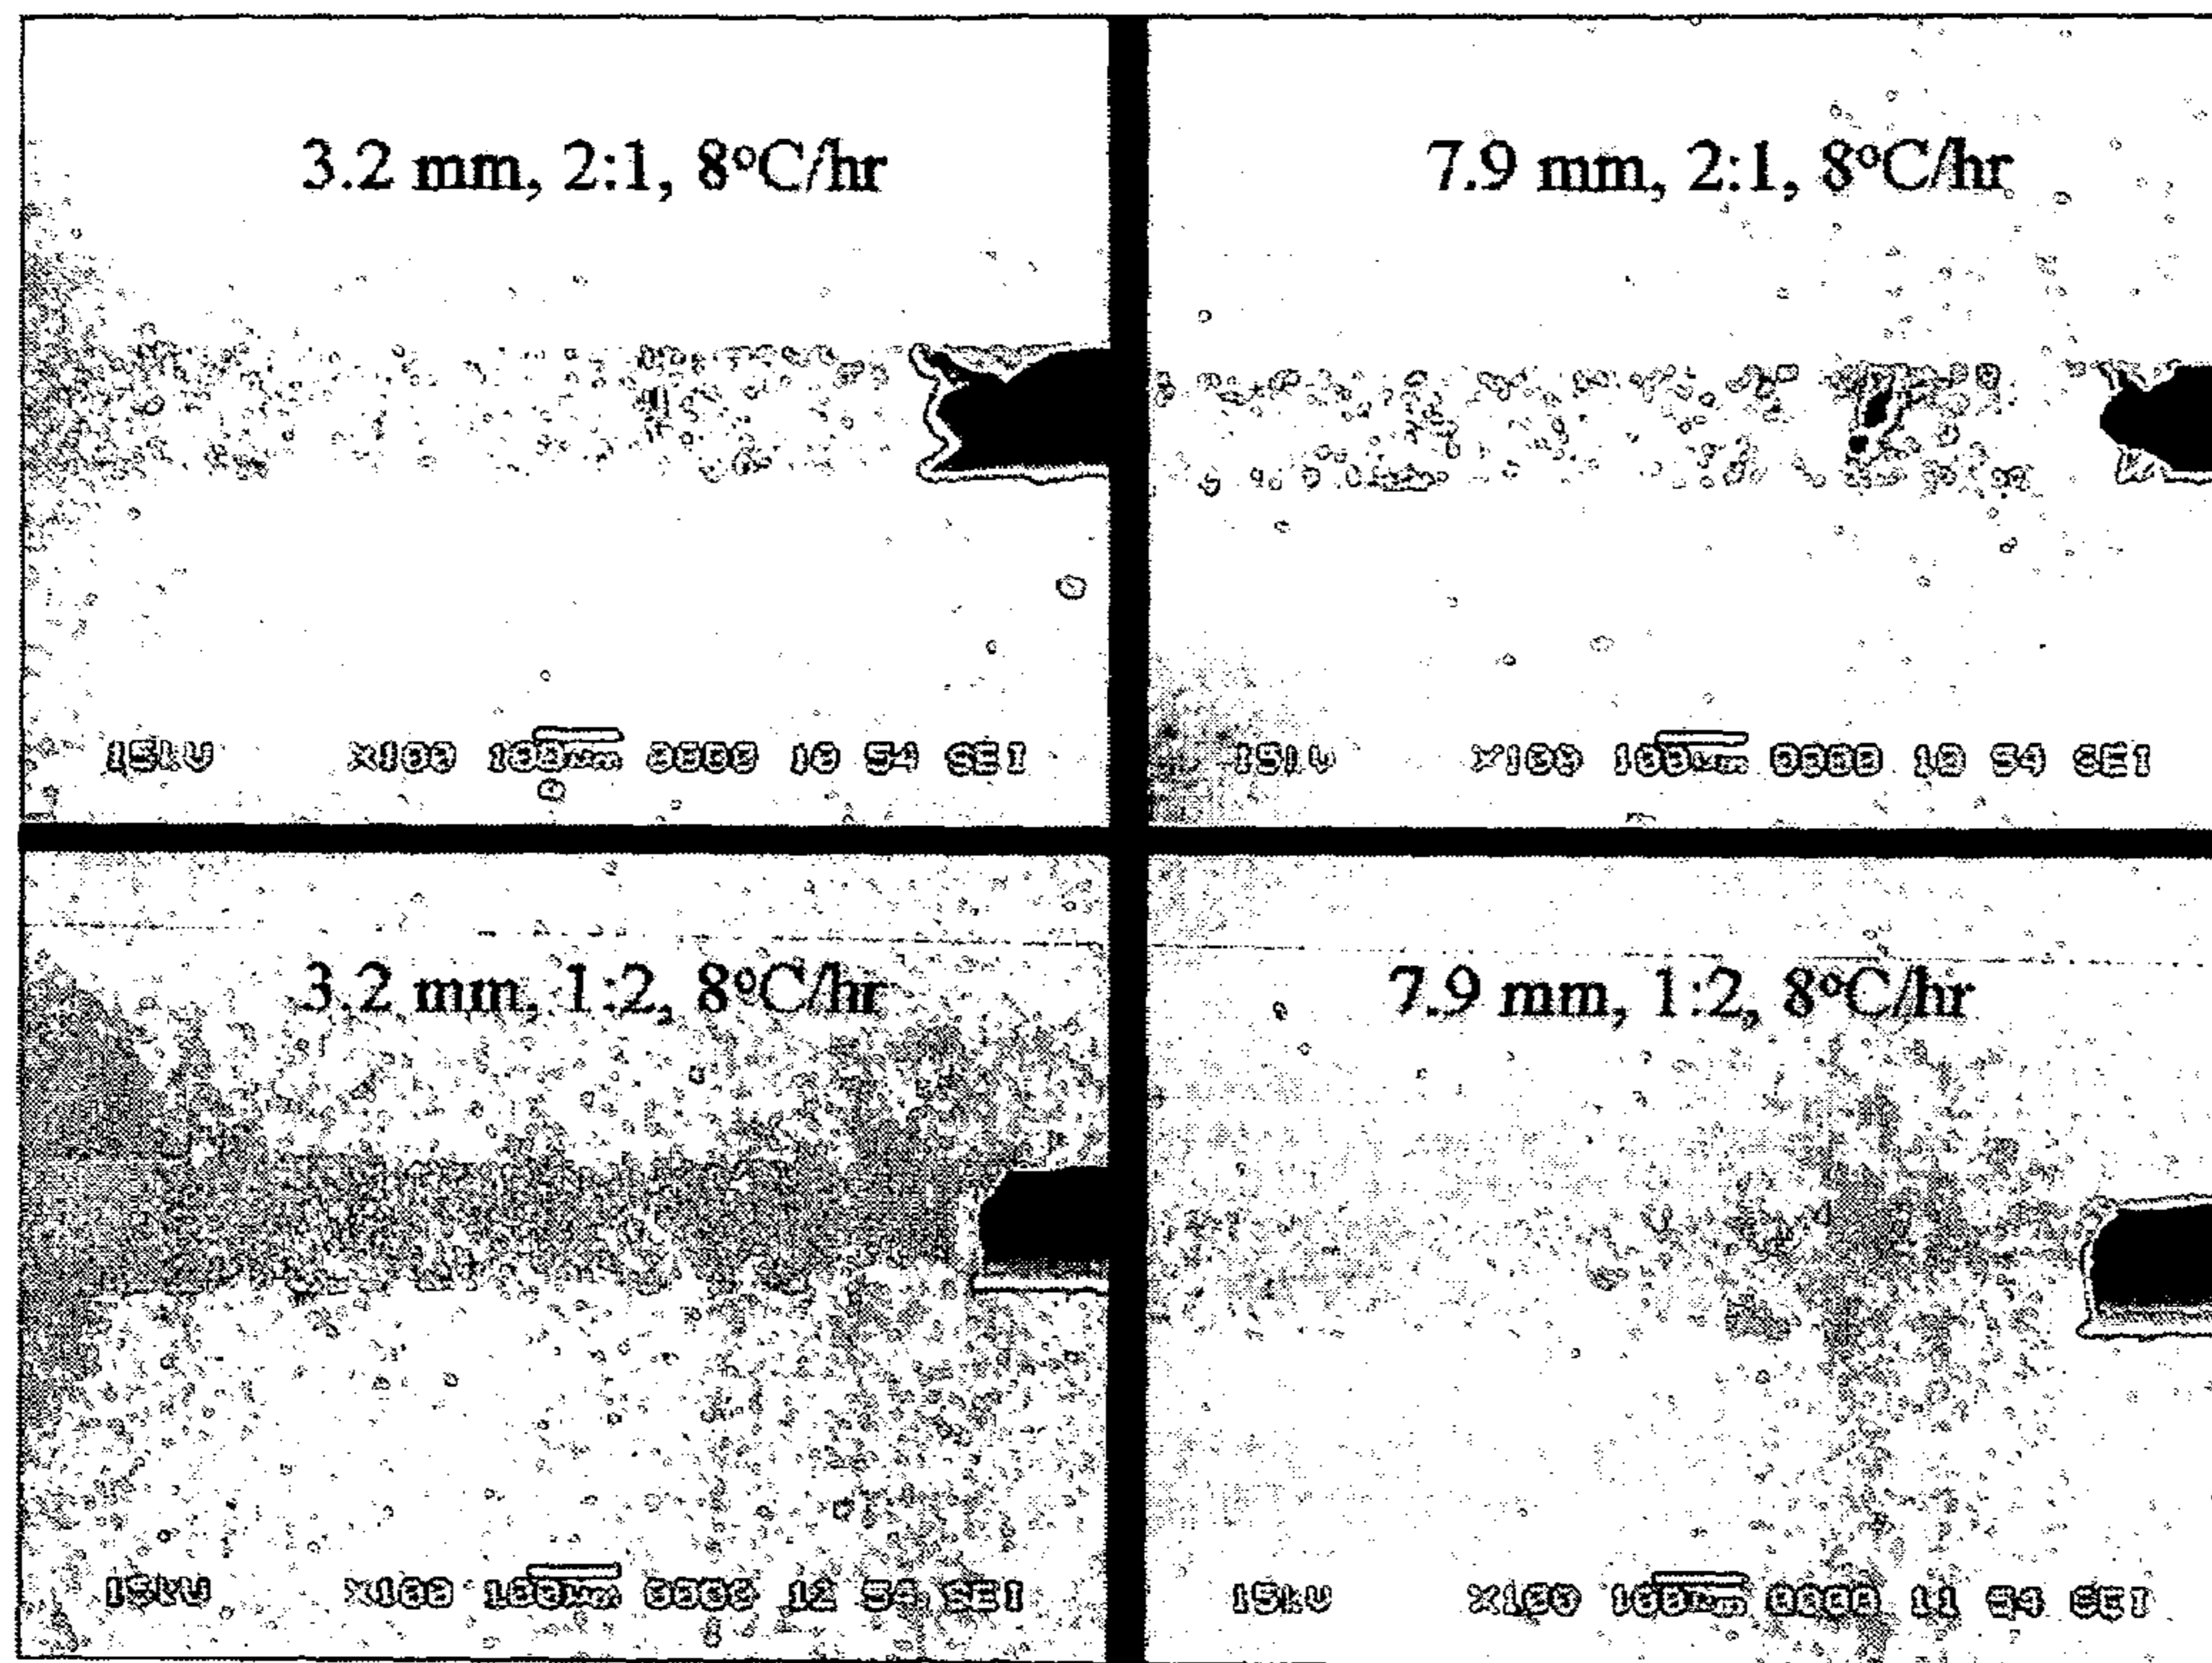 3.2 mm, 2:1, 8°C/hr
7.9 mm, 2:1, 8°C/hr
15kV X100 100μm 0000 10 54 SEI
15kV X100 100μm 0000 10 54 SEI
3.2 mm, 1:2, 8°C/hr
7.9 mm, 1:2, 8°C/hr
15kV X100 100μm 0000 12 54 SEI
15kV X100 100μm 0000 11 54 SEI